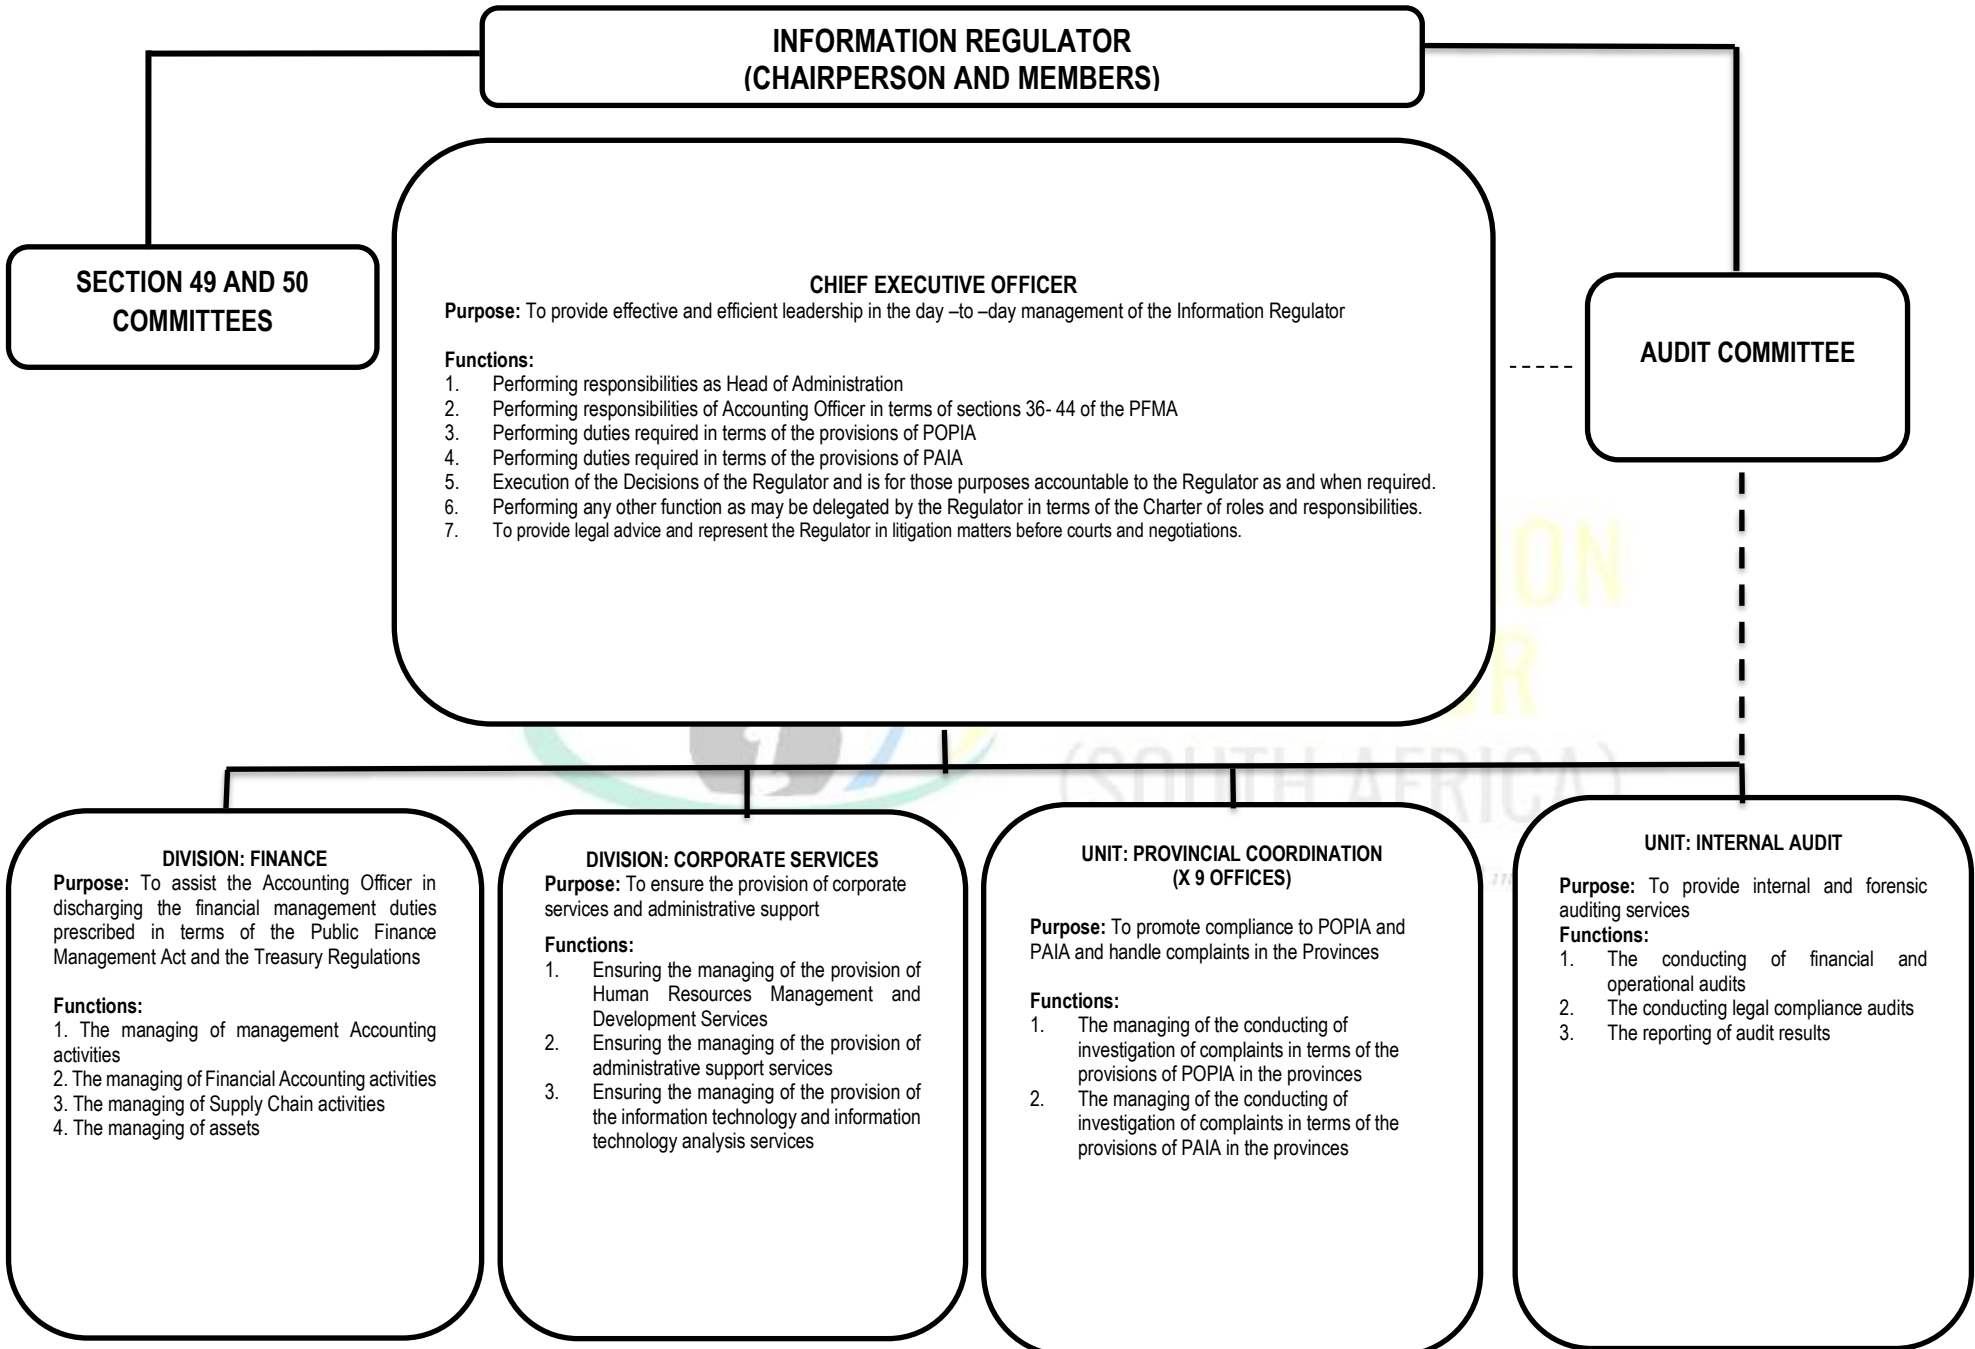 INFORMATION REGULATOR
(CHAIRPERSON AND MEMBERS)
SECTION 49 AND 50
COMMITTEES
CHIEF EXECUTIVE OFFICER
Purpose: To provide effective and efficient leadership in the day –to –day management of the Information Regulator
Functions:
1. Performing responsibilities as Head of Administration
2. Performing responsibilities of Accounting Officer in terms of sections 36- 44 of the PFMA
3. Performing duties required in terms of the provisions of POPIA
4. Performing duties required in terms of the provisions of PAIA
5. Execution of the Decisions of the Regulator and is for those purposes accountable to the Regulator as and when required.
6. Performing any other function as may be delegated by the Regulator in terms of the Charter of roles and responsibilities.
7. To provide legal advice and represent the Regulator in litigation matters before courts and negotiations.
AUDIT COMMITTEE
(SOUTH AFRICA)
DIVISION: FINANCE
Purpose: To assist the Accounting Officer in
discharging the financial management duties
prescribed in terms of the Public Finance
Management Act and the Treasury Regulations
Functions:
1. The managing of management Accounting
activities
2. The managing of Financial Accounting activities
3. The managing of Supply Chain activities
4. The managing of assets
DIVISION: CORPORATE SERVICES
Purpose: To ensure the provision of corporate
services and administrative support
Functions:
1. Ensuring the managing of the provision of
Human Resources Management and
Development Services
2. Ensuring the managing of the provision of
administrative support services
3. Ensuring the managing of the provision of
the information technology and information
technology analysis services
UNIT: PROVINCIAL COORDINATION
(X 9 OFFICES)
Purpose: To promote compliance to POPIA and
PAIA and handle complaints in the Provinces
Functions:
1. The managing of the conducting of
investigation of complaints in terms of the
provisions of POPIA in the provinces
2. The managing of the conducting of
investigation of complaints in terms of the
provisions of PAIA in the provinces
UNIT: INTERNAL AUDIT
Purpose: To provide internal and forensic
auditing services
Functions:
1. The conducting of financial and
operational audits
2. The conducting legal compliance audits
3. The reporting of audit results